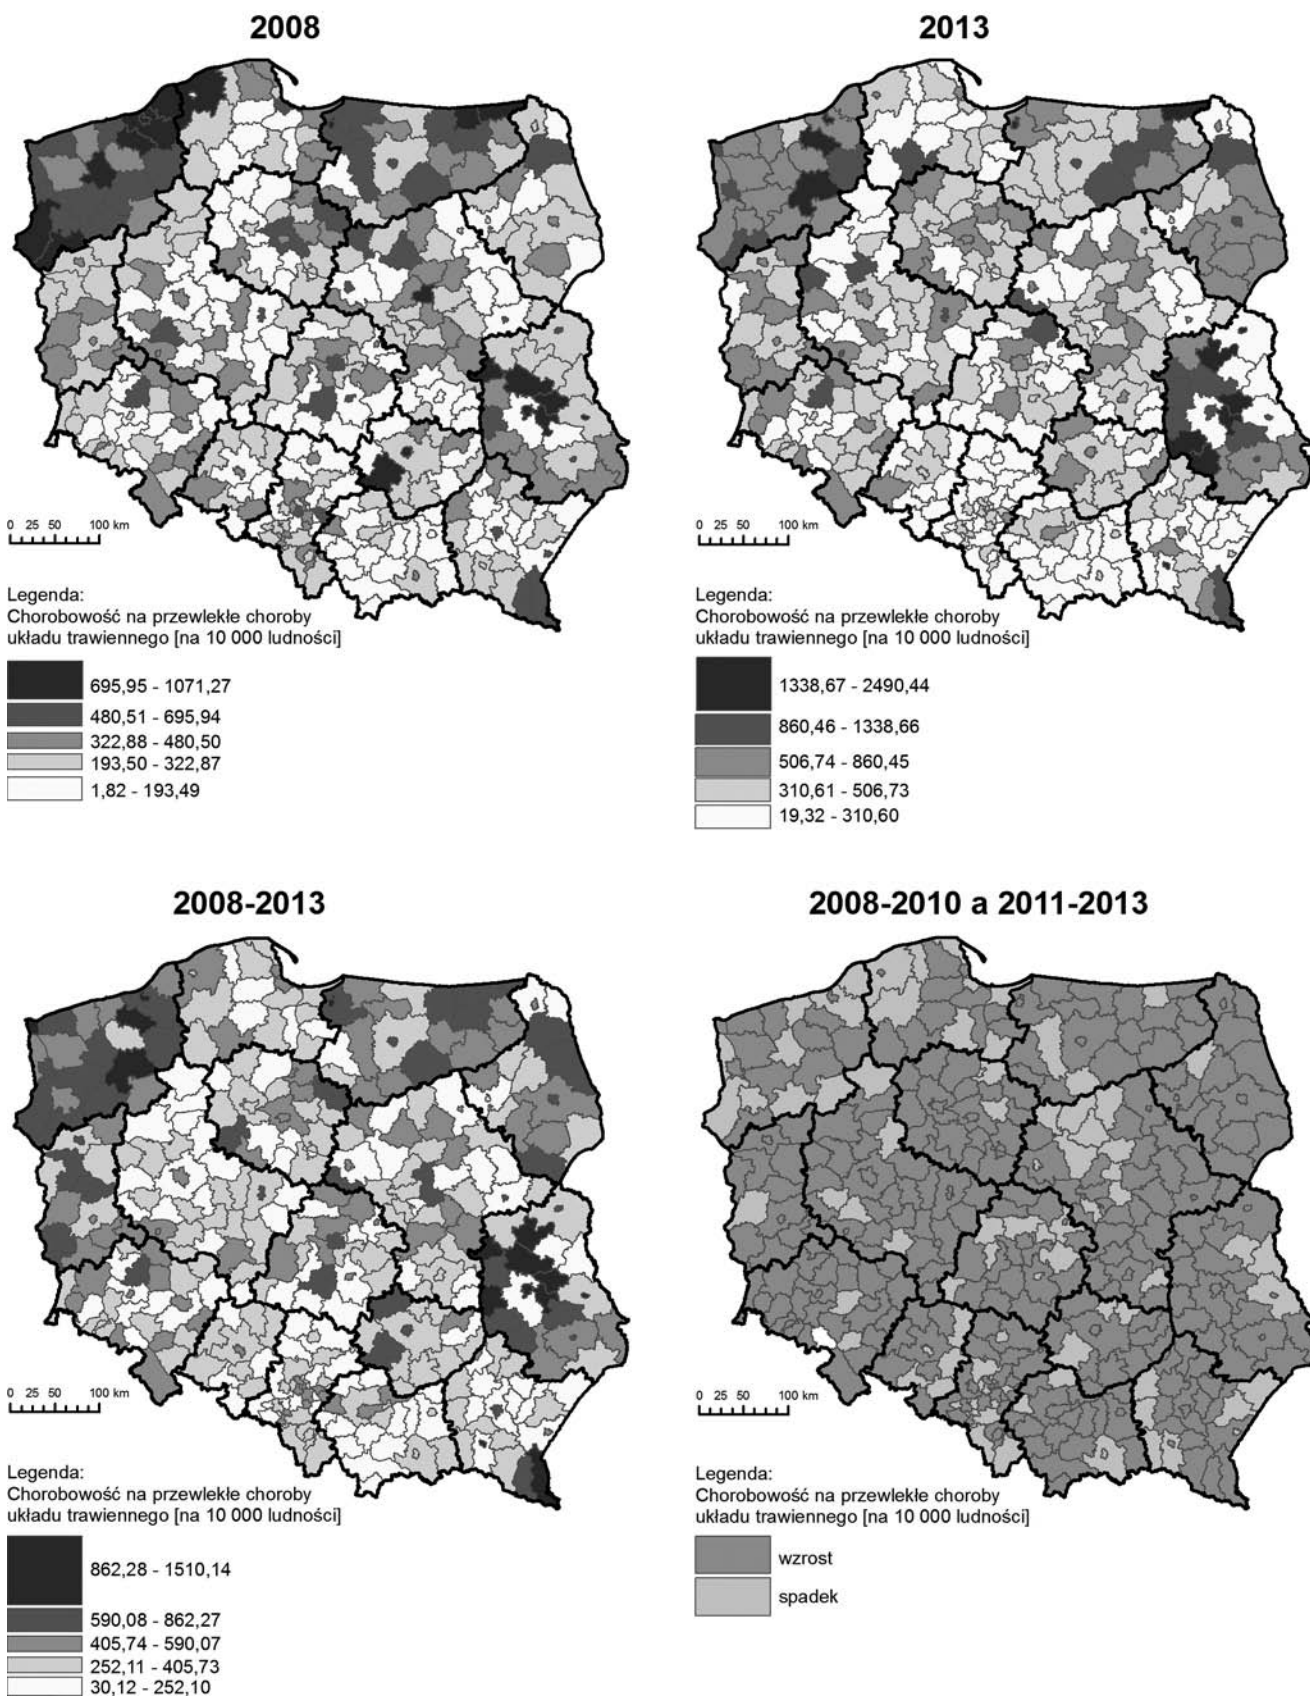 2008
2013
0 25 50 100 km
Legenda:
Chorobowość na przewlekłe choroby
układu trawiennego [na 10 000 ludności]
695,95 - 1071,27
480,51 - 695,94
322,88 - 480,50
193,50 - 322,87
1,82 - 193,49
0 25 50 100 km
Legenda:
Chorobowość na przewlekłe choroby
układu trawiennego [na 10 000 ludności]
1338,67 - 2490,44
860,46 - 1338,66
506,74 - 860,45
310,61 - 506,73
19,32 - 310,60
2008-2013
2008-2010 a 2011-2013
0 25 50 100 km
Legenda:
Chorobowość na przewlekłe choroby
układu trawiennego [na 10 000 ludności]
862,28 - 1510,14
590,08 - 862,27
405,74 - 590,07
252,11 - 405,73
30,12 - 252,10
0 25 50 100 km
Legenda:
Chorobowość na przewlekłe choroby
układu trawiennego [na 10 000 ludności]
wzrost
spadek